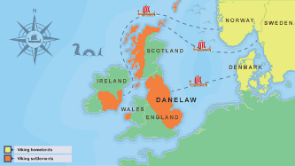 NORWAY
SWEDEN
SCOTLAND
DENMARK
IRELAND
DANELAW
WALES
ENGLAND
Viking homelands
Viking settlements